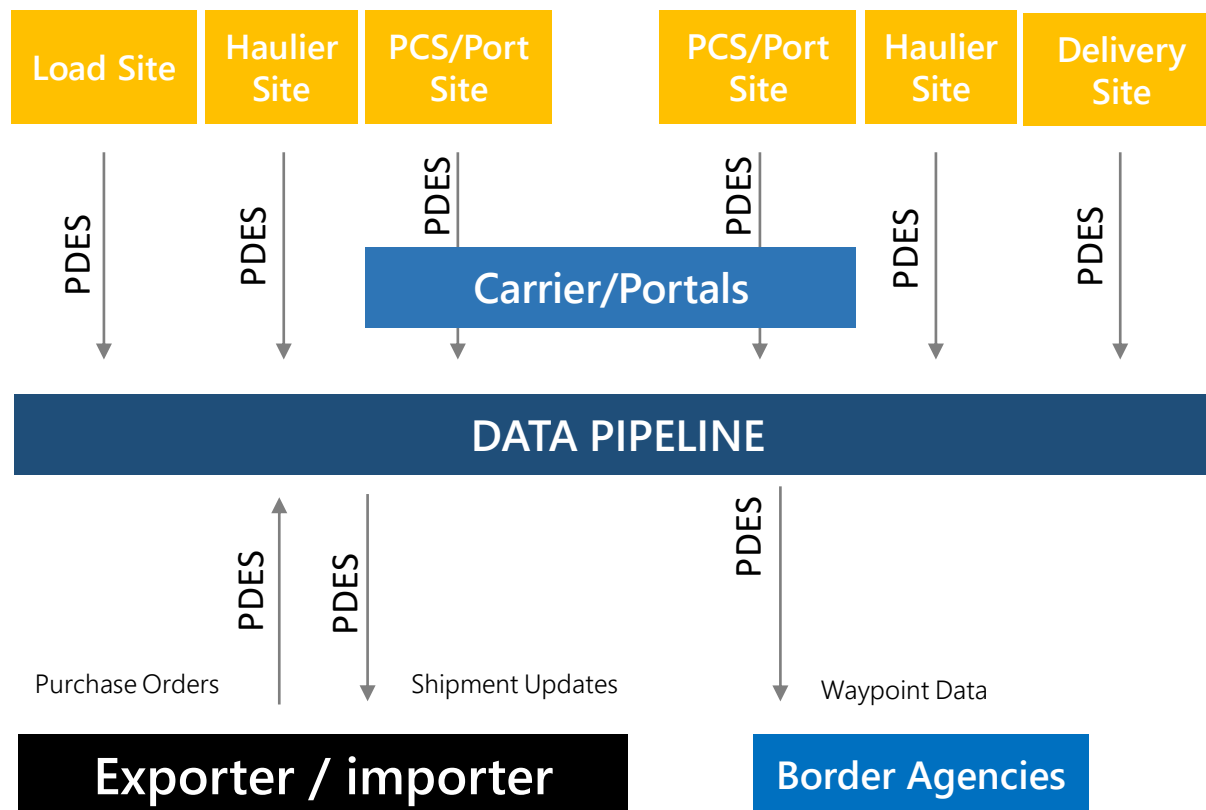 Load Site
Haulier
Site
PCS/Port
Site
PCS/Port
Site
Haulier
Site
Delivery
Site
PDES
PDES
PDES
PDES
PDES
PDES
Carrier/Portals
DATA PIPELINE
PDES
PDES
PDES
Purchase Orders
Shipment Updates
Waypoint Data
Exporter / importer
Border Agencies